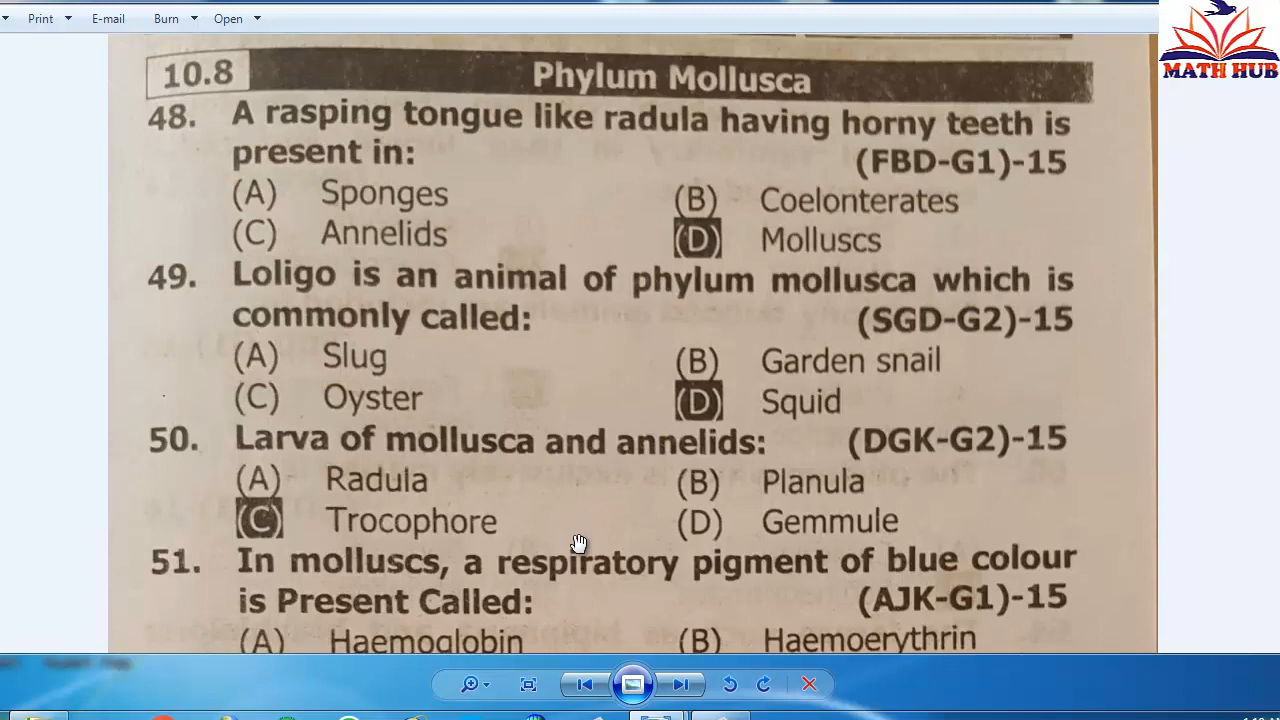 Print E-mail Burn Open
MATH HUB
10.8 Phylum Mollusca
48. A rasping tongue like radula having horny teeth is
present in: (FBD-G1)-15
(A) Sponges (B) Coelonterates
(C) Annelids (D) Molluscs
49. Loligo is an animal of phylum mollusca which is
commonly called: (SGD-G2)-15
(A) Slug (B) Garden snail
(C) Oyster (D) Squid
50. Larva of mollusca and annelids: (DGK-G2)-15
(A) Radula (B) Planula
(C) Trocophore (D) Gemmule
51. In molluscs, a respiratory pigment of blue colour
is Present Called: (AJK-G1)-15
(A) Haemoglobin (B) Haemoerythrin